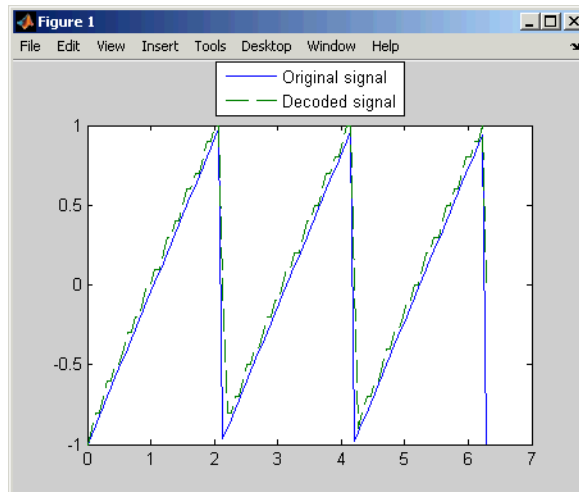 Figure 1
File Edit View Insert Tools Desktop Window Help
Original signal
Decoded signal
1
0.5
0
-0.5
-1
0 1 2 3 4 5 6 7